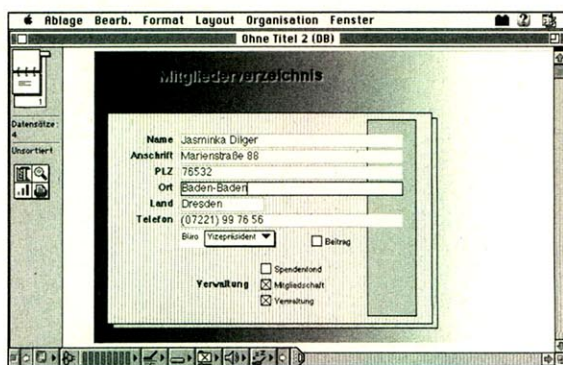 Ablage Bearb. Format Layout Organisation Fenster
Ohne Titel 2 (DB)
Mitgliederverzeichnis
1
Datensätze:
4
Unsortiert
Name Jasminka Dilger
Anschrift Marienstraße 88
PLZ 76532
Ort Baden-Baden
Land Dresden
Telefon (07221) 99 76 56
Büro Vizepräsident
Beitrag
Spendenfond
Verwaltung Mitgliedschaft
Verwaltung